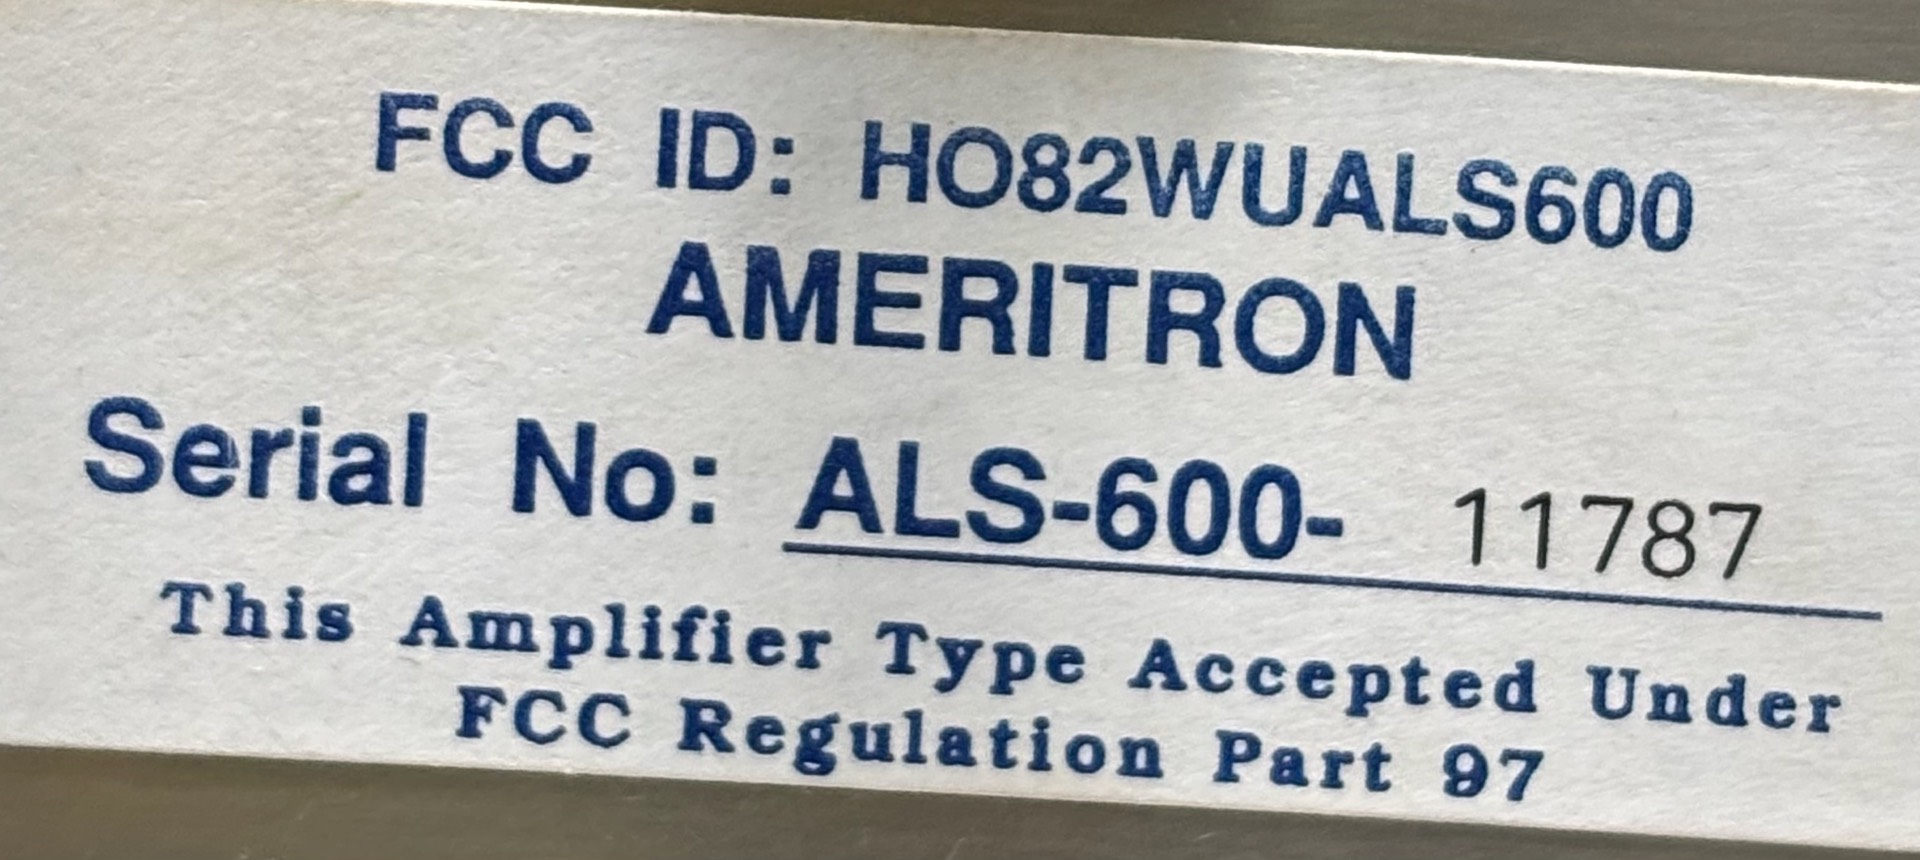 FCC ID: HO82WUALS600
AMERITRON
Serial No: ALS-600- 11787
This Amplifier Type Accepted Under
FCC Regulation Part 97